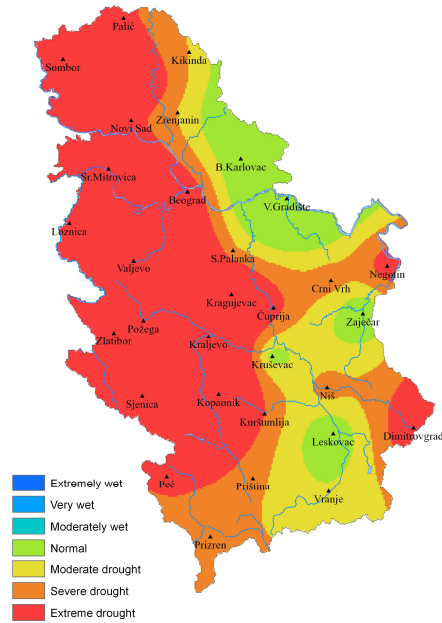 Palić
Kikinda
Sombor
Zrenjanin
Novi Sad
B.Karlovac
Sr.Mitrovica
Beograd
V.Gradište
Loznica
S.Palanka
Valjevo
Negotin
Crni Vrh
Kragujevac
Ćuprija
Zaječar
Požega
Zlatibor
Kraljevo
Kruševac
Niš
Sjenica
Kopaonik
Kuršumlija
Dimitrovgrad
Leskovac
Peć
Priština
Vranje
Prizren
Extremely wet
Very wet
Moderately wet
Normal
Moderate drought
Severe drought
Extreme drought